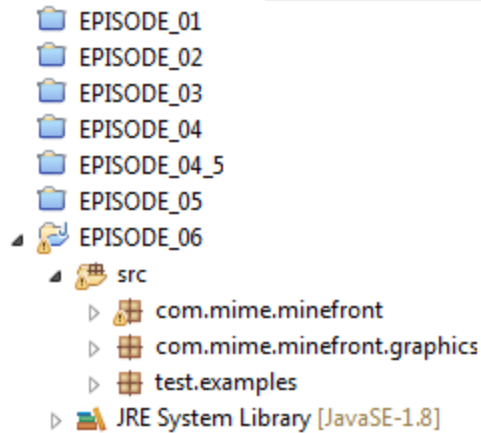 EPISODE_01
EPISODE_02
EPISODE_03
EPISODE_04
EPISODE_04_5
EPISODE_05
EPISODE_06
src
com.mime.minefront
com.mime.minefront.graphics
test.examples
JRE System Library [JavaSE-1.8]